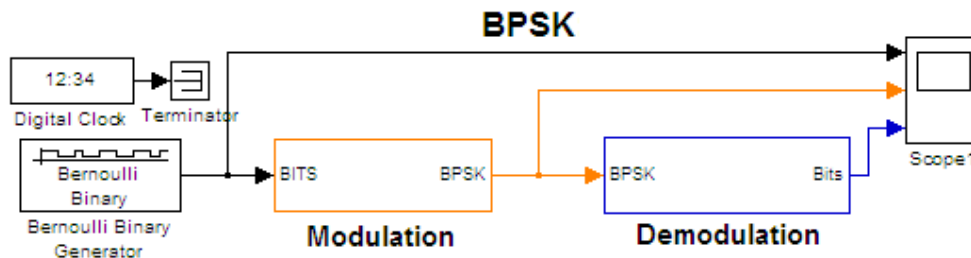 BPSK
12:34
Digital Clock
Terminator
Bernoulli
Binary
Bernoulli Binary
Generator
BITS
BPSK
Modulation
BPSK
Bits
Demodulation
Scope1